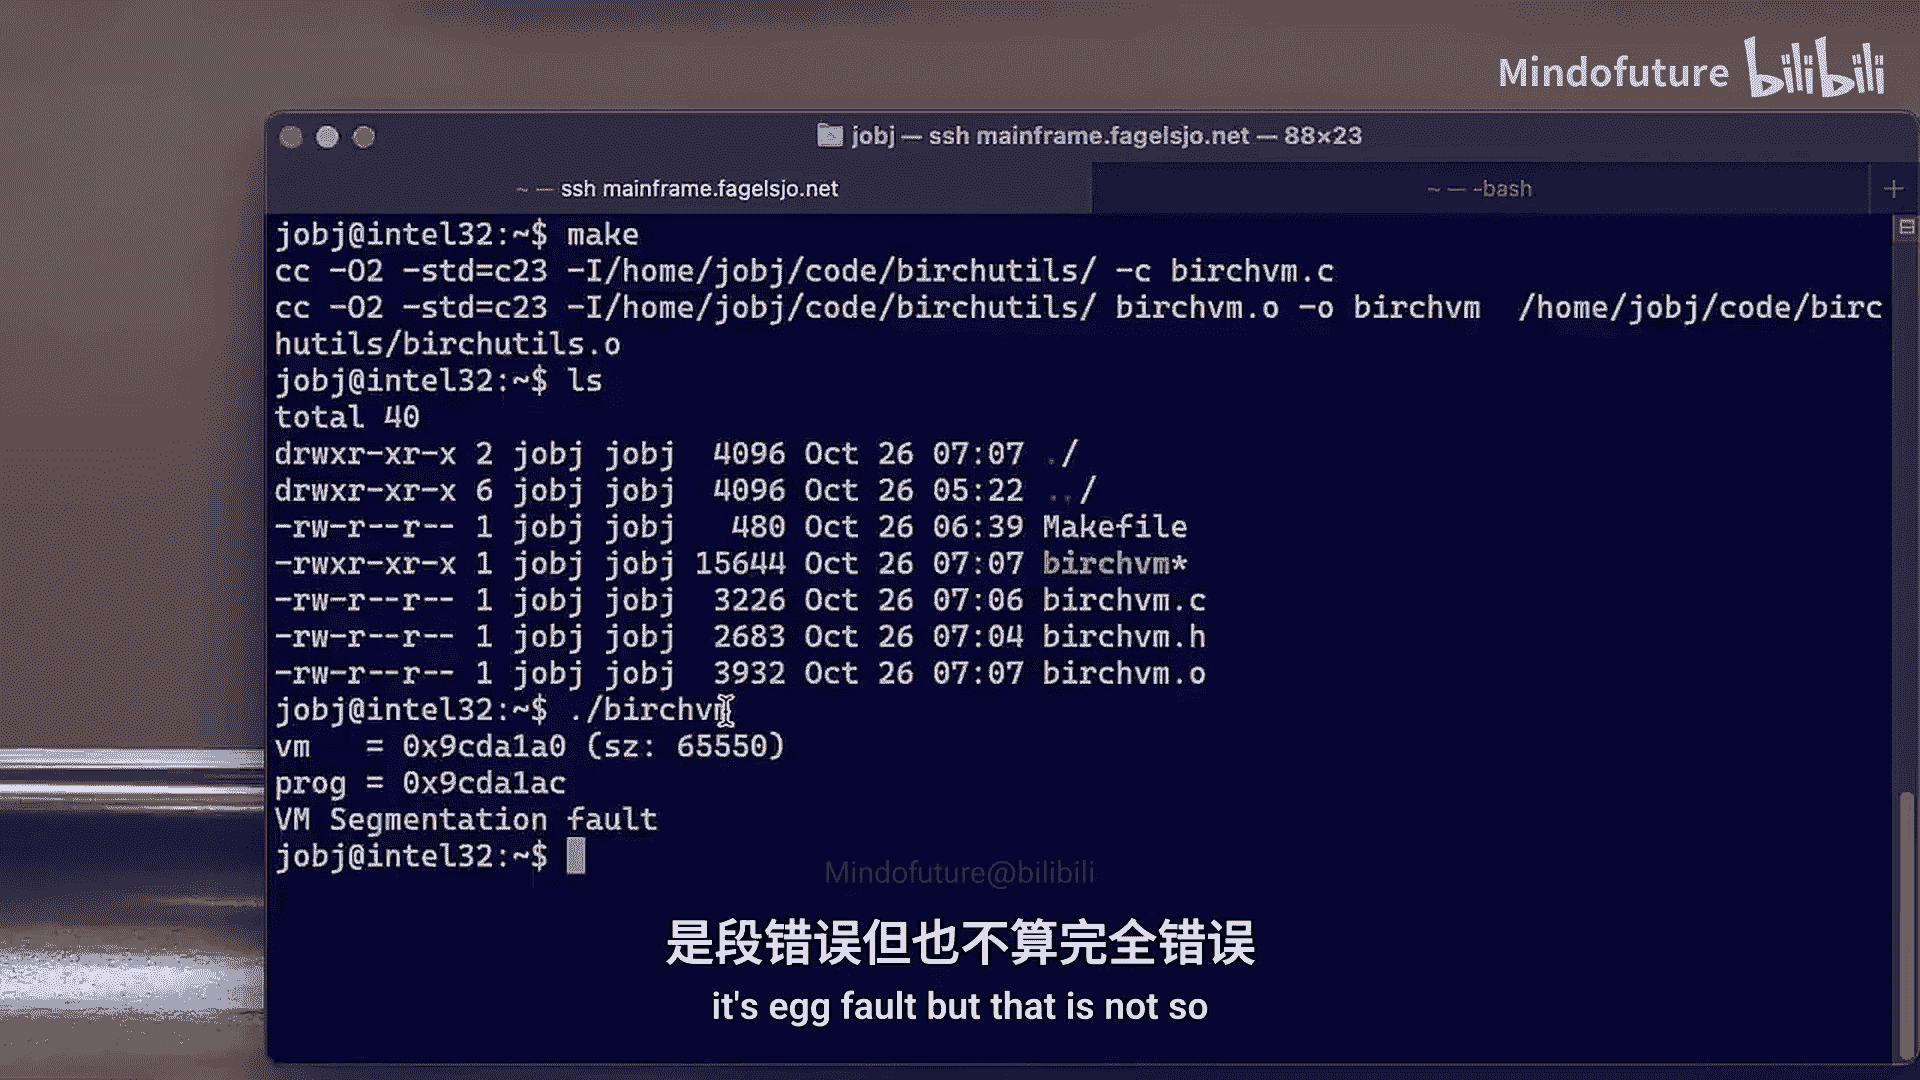 Mindofuture bilibili
jobj — ssh mainframe.fagelsjo.net — 88×23
~ — ssh mainframe.fagelsjo.net
~ — -bash
+
jobj@intel32:~$ make
cc -O2 -std=c23 -I/home/jobj/code/birchutils/ -c birchvm.c
cc -O2 -std=c23 -I/home/jobj/code/birchutils/ birchvm.o -o birchvm  /home/jobj/code/birc
hutils/birchutils.o
jobj@intel32:~$ ls
total 40
drwxr-xr-x 2 jobj jobj  4096 Oct 26 07:07 ./
drwxr-xr-x 6 jobj jobj  4096 Oct 26 05:22 ../
-rw-r--r-- 1 jobj jobj   480 Oct 26 06:39 Makefile
-rwxr-xr-x 1 jobj jobj 15644 Oct 26 07:07 birchvm*
-rw-r--r-- 1 jobj jobj  3226 Oct 26 07:06 birchvm.c
-rw-r--r-- 1 jobj jobj  2683 Oct 26 07:04 birchvm.h
-rw-r--r-- 1 jobj jobj  3932 Oct 26 07:07 birchvm.o
jobj@intel32:~$ ./birchvm
vm   = 0x9cda1a0 (sz: 65550)
prog = 0x9cda1ac
VM Segmentation fault
jobj@intel32:~$
Mindofuture@bilibili
是段错误但也不算完全错误
it's egg fault but that is not so